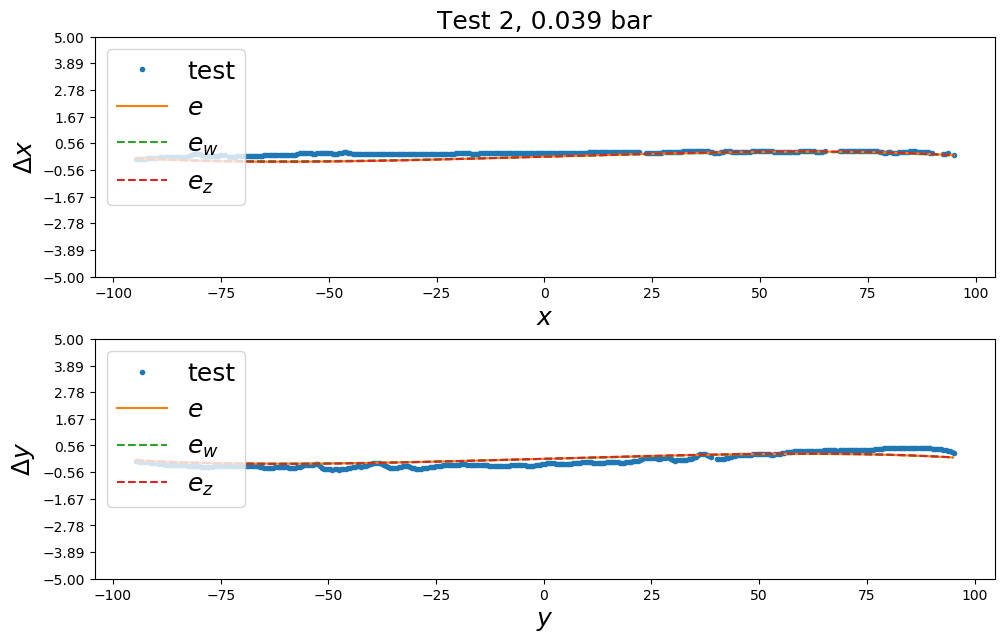 Test 2, 0.039 bar
5.00
3.89
2.78
1.67
0.56
−0.56
−1.67
−2.78
−3.89
−5.00
Δx
test
e
e_w
e_z
−100 −75 −50 −25 0 25 50 75 100
x
5.00
3.89
2.78
1.67
0.56
−0.56
−1.67
−2.78
−3.89
−5.00
Δy
test
e
e_w
e_z
−100 −75 −50 −25 0 25 50 75 100
y